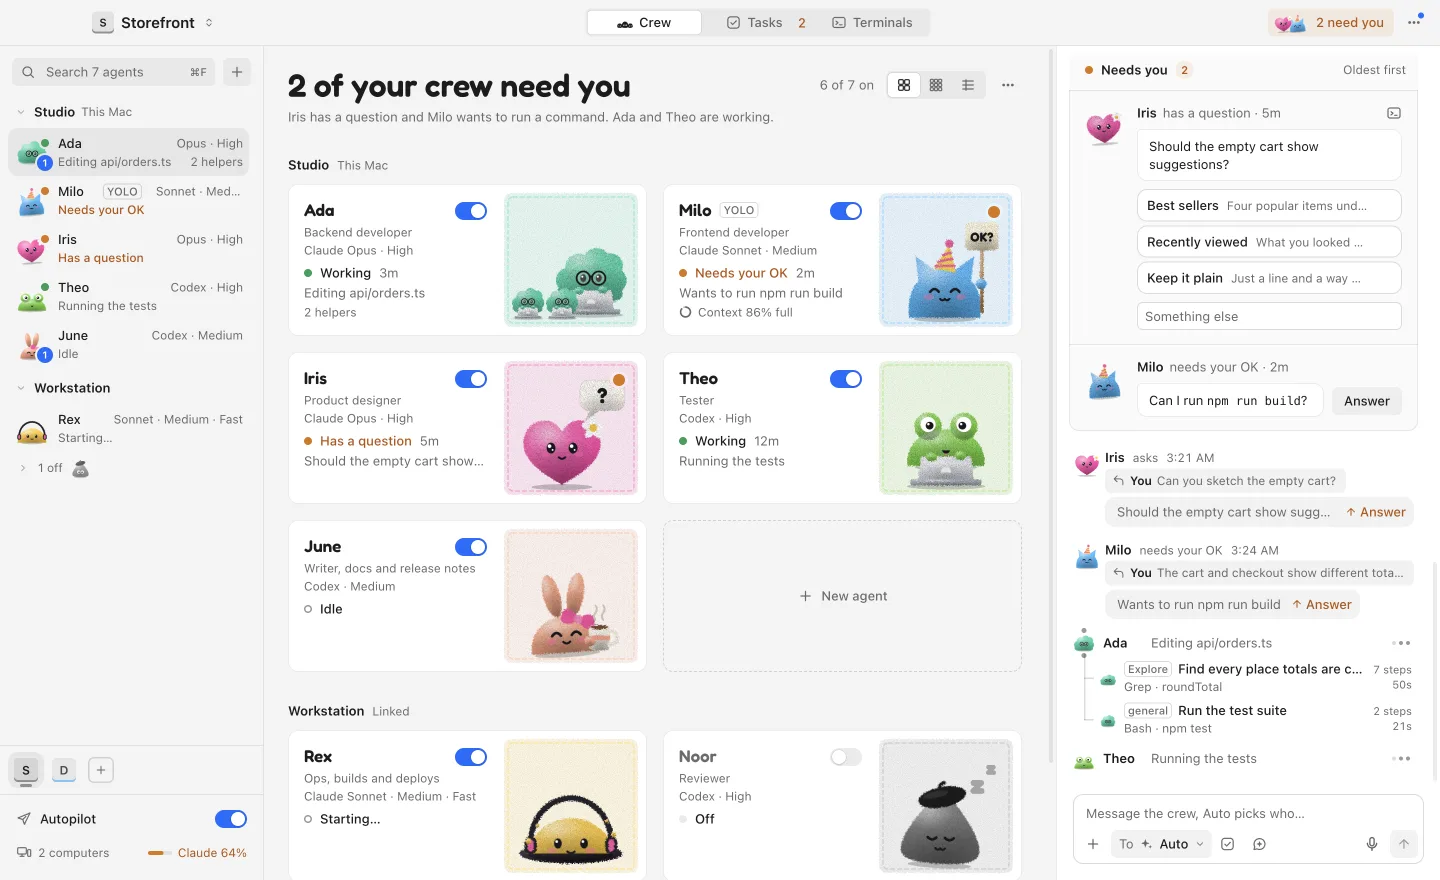 S Storefront
Crew
Tasks 2
Terminals
2 need you
Search 7 agents ⌘F
Studio This Mac
Ada Opus · High
1 Editing api/orders.ts 2 helpers
Milo YOLO Sonnet · Med...
Needs your OK
Iris Opus · High
Has a question
Theo Codex · High
Running the tests
June Codex · Medium
1 Idle
Workstation
Rex Sonnet · Medium · Fast
Starting...
1 off
S D
Autopilot
2 computers Claude 64%
2 of your crew need you
6 of 7 on
Iris has a question and Milo wants to run a command. Ada and Theo are working.
Studio This Mac
Ada
Backend developer
Claude Opus · High
Working 3m
Editing api/orders.ts
2 helpers
Milo YOLO
Frontend developer
Claude Sonnet · Medium
Needs your OK 2m
Wants to run npm run build
Context 86% full
OK?
Iris
Product designer
Claude Opus · High
Has a question 5m
Should the empty cart show...
?
Theo
Tester
Codex · High
Working 12m
Running the tests
June
Writer, docs and release notes
Codex · Medium
Idle
New agent
Workstation Linked
Rex
Ops, builds and deploys
Claude Sonnet · Medium · Fast
Starting...
Noor
Reviewer
Codex · High
Off
Z
Z
Needs you 2 Oldest first
Iris has a question · 5m
Should the empty cart show
suggestions?
Best sellers Four popular items und...
Recently viewed What you looked ...
Keep it plain Just a line and a way ...
Something else
Milo needs your OK · 2m
Can I run npm run build? Answer
Iris asks 3:21 AM
You Can you sketch the empty cart?
Should the empty cart show sugg... Answer
Milo needs your OK 3:24 AM
You The cart and checkout show different tota...
Wants to run npm run build Answer
Ada Editing api/orders.ts
Explore Find every place totals are c... 7 steps
Grep · roundTotal 50s
general Run the test suite 2 steps
Bash · npm test 21s
Theo Running the tests
Message the crew, Auto picks who...
To Auto